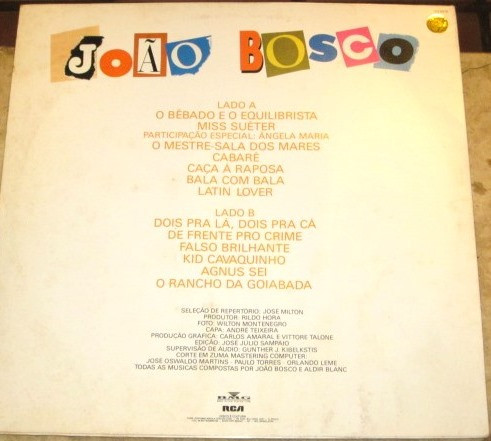 JOÃO BOSCO
LADO A
O BÊBADO E O EQUILIBRISTA
MISS SUÉTER
PARTICIPAÇÃO ESPECIAL: ÂNGELA MARIA
O MESTRE-SALA DOS MARES
CABARÉ
CAÇA À RAPOSA
BALA COM BALA
LATIN LOVER
LADO B
DOIS PRA LÁ, DOIS PRA CÁ
DE FRENTE PRO CRIME
FALSO BRILHANTE
KID CAVAQUINHO
AGNUS SEI
O RANCHO DA GOIABADA
SELEÇÃO DE REPERTÓRIO: JOSÉ MILTON
PRODUTOR: RILDO HORA
FOTO: WILTON MONTENEGRO
CAPA: ANDRÉ TEIXEIRA
PRODUÇÃO GRÁFICA: CARLOS AMARAL E VITTORE TALONE
EDIÇÃO: JOSÉ JULIO SAMPAIO
SUPERVISÃO DE ÁUDIO: GUNTHER J. KIBELKSTIS
CORTE EM ZUMA MASTERING COMPUTER:
JOSÉ OSWALDO MARTINS PAULO TORRES ORLANDO LEME
TODAS AS MÚSICAS COMPOSTAS POR JOÃO BOSCO E ALDIR BLANC
BMG
RCA